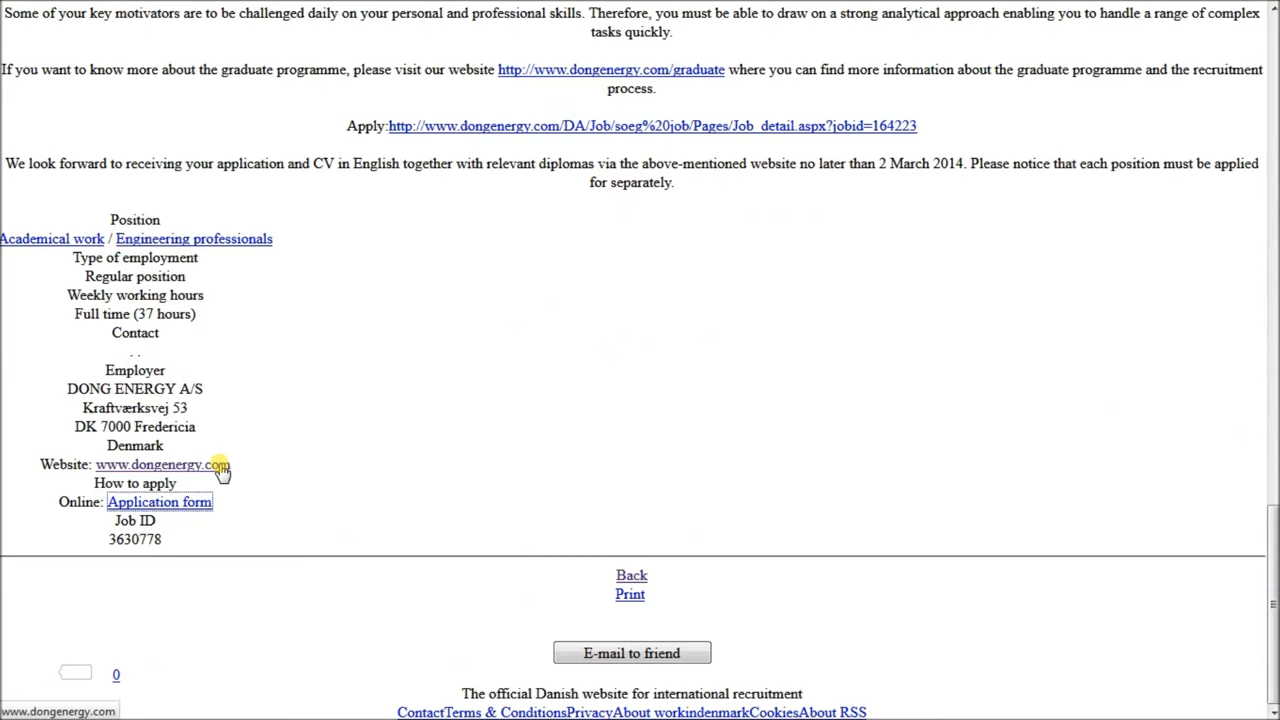 Some of your key motivators are to be challenged daily on your personal and professional skills. Therefore, you must be able to draw on a strong analytical approach enabling you to handle a range of complex
tasks quickly.
If you want to know more about the graduate programme, please visit our website http://www.dongenergy.com/graduate where you can find more information about the graduate programme and the recruitment
process.
Apply:http://www.dongenergy.com/DA/Job/soeg%20job/Pages/Job_detail.aspx?jobid=164223
We look forward to receiving your application and CV in English together with relevant diplomas via the above-mentioned website no later than 2 March 2014. Please notice that each position must be applied
for separately.
Position
Academical work / Engineering professionals
Type of employment
Regular position
Weekly working hours
Full time (37 hours)
Contact
. .
Employer
DONG ENERGY A/S
Kraftværksvej 53
DK 7000 Fredericia
Denmark
Website: www.dongenergy.com
How to apply
Online: Application form
Job ID
3630778
Back
Print
E-mail to friend
0
The official Danish website for international recruitment
ContactTerms & ConditionsPrivacyAbout workindenmarkCookiesAbout RSS
www.dongenergy.com